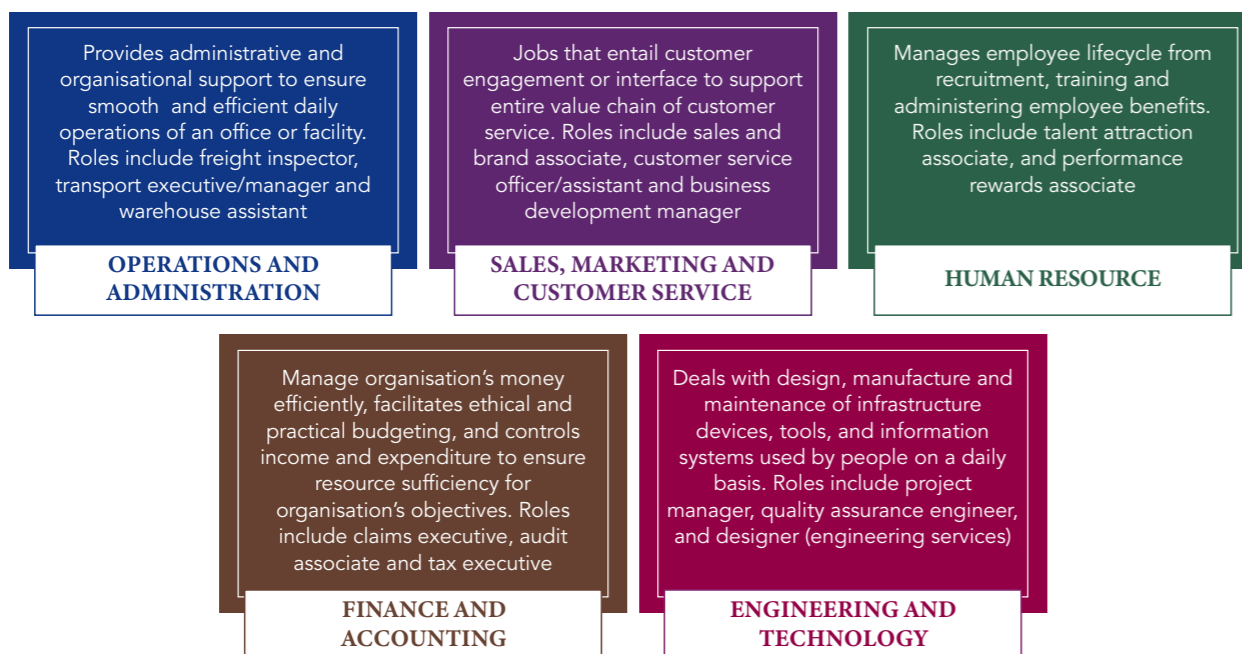 Provides administrative and
organisational support to ensure
smooth and efficient daily
operations of an office or facility.
Roles include freight inspector,
transport executive/manager and
warehouse assistant
OPERATIONS AND
ADMINISTRATION
Jobs that entail customer
engagement or interface to support
entire value chain of customer
service. Roles include sales and
brand associate, customer service
officer/assistant and business
development manager
SALES, MARKETING AND
CUSTOMER SERVICE
Manages employee lifecycle from
recruitment, training and
administering employee benefits.
Roles include talent attraction
associate, and performance
rewards associate
HUMAN RESOURCE
Manage organisation's money
efficiently, facilitates ethical and
practical budgeting, and controls
income and expenditure to ensure
resource sufficiency for
organisation's objectives. Roles
include claims executive, audit
associate and tax executive
FINANCE AND
ACCOUNTING
Deals with design, manufacture and
maintenance of infrastructure
devices, tools, and information
systems used by people on a daily
basis. Roles include project
manager, quality assurance engineer,
and designer (engineering services)
ENGINEERING AND
TECHNOLOGY